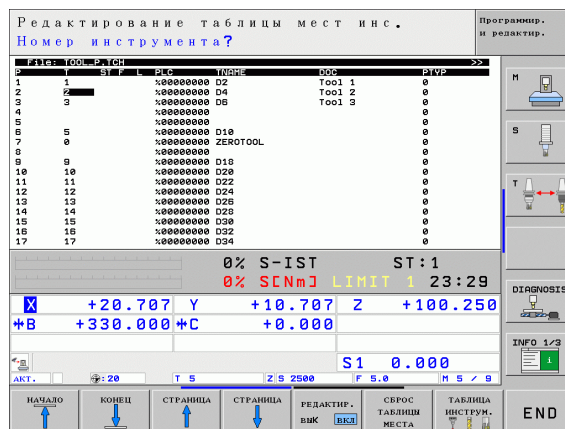 Редактирование таблицы мест инс.
Номер инструмента?
Программир.
и редактир.
File: TOOL_P.TCH >>
P T ST F L PLC TNAME DOC PTYP
1 1 %00000000 D2 Tool 1 0
2 2 %00000000 D4 Tool 2 0
3 3 %00000000 D6 Tool 3 0
4 %00000000 0
5 %00000000 0
6 5 %00000000 D10 0
7 0 %00000000 ZEROTOOL 0
8 %00000000 0
9 9 %00000000 D18 0
10 10 %00000000 D20 0
11 11 %00000000 D22 0
12 12 %00000000 D24 0
13 13 %00000000 D26 0
14 14 %00000000 D28 0
15 15 %00000000 D30 0
16 16 %00000000 D32 0
17 17 %00000000 D34 0
M
S
T
DIAGNOSIS
INFO 1/3
i
0% S-IST ST:1
0% S[Nm] LIMIT 1 23:29
X +20.707 Y +10.707 Z +100.250
B +330.000 C +0.000
S1 0.000
АКТ. : 20 T 5 Z S 2500 F 5.0 M 5 / 9
НАЧАЛО
КОНЕЦ
СТРАНИЦА
СТРАНИЦА
РЕДАКТИР.
ВЫК ВКЛ
СБРОС
ТАБЛИЦЫ
МЕСТА
ТАБЛИЦА
ИНСТРУМ.
END